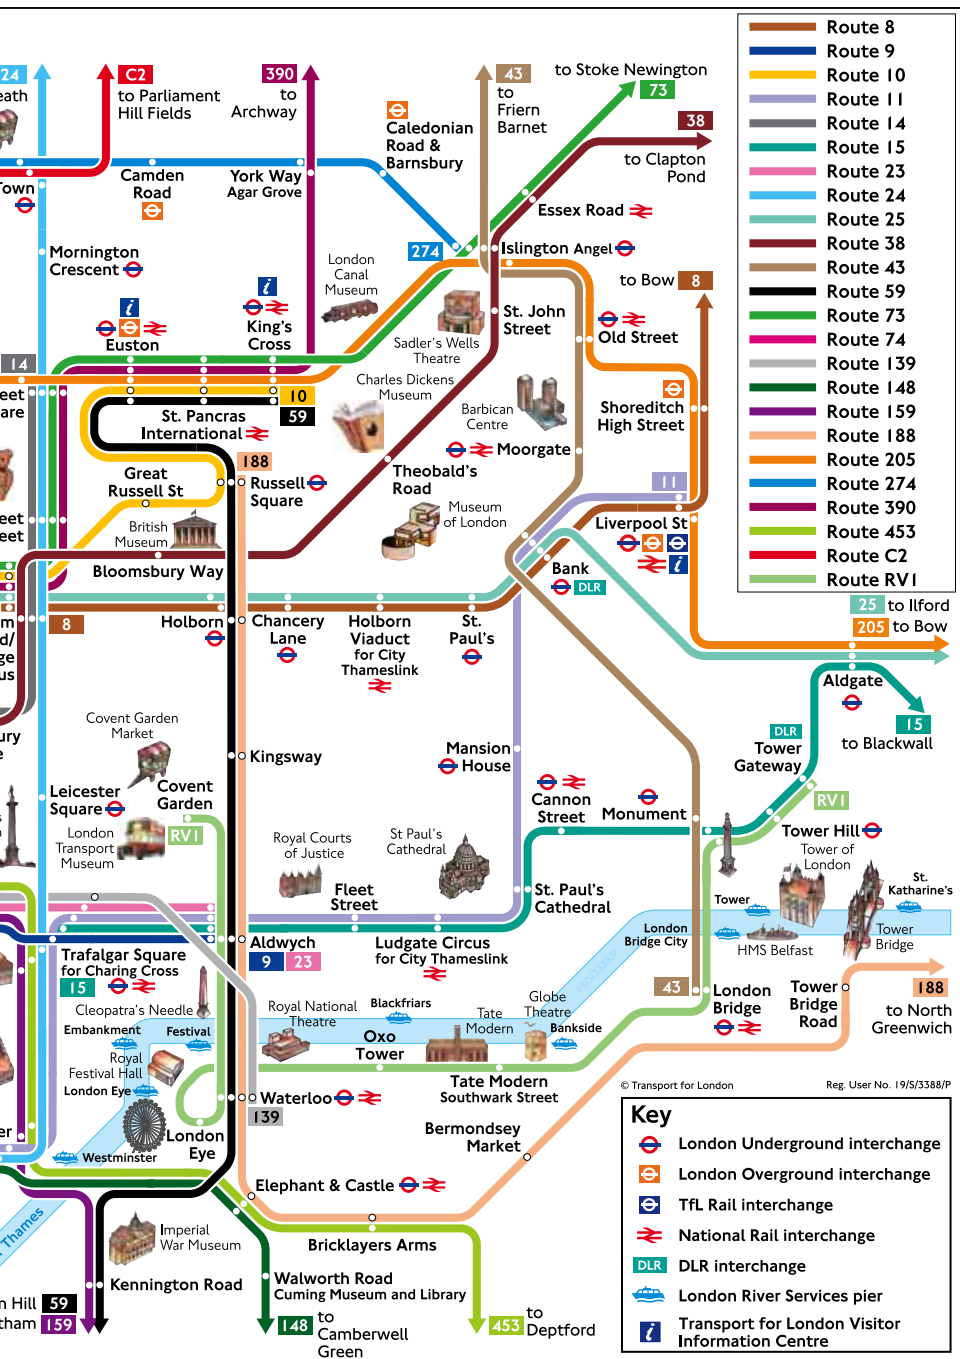 Route 8
Route 9
Route 10
Route 11
Route 14
Route 15
Route 23
Route 24
Route 25
Route 38
Route 43
Route 59
Route 73
Route 74
Route 139
Route 148
Route 159
Route 188
Route 205
Route 274
Route 390
Route 453
Route C2
Route RV1
24
C2
to Parliament
Hill Fields
390
to
Archway
43
to
Friern
Barnet
to Stoke Newington
73
38
to Clapton
Pond
Caledonian
Road &
Barnsbury
Camden
Road
York Way
Agar Grove
Essex Road
Mornington
Crescent
274
Islington Angel
to Bow 8
London
Canal
Museum
i
Euston
i
King's
Cross
St. John
Street
Old Street
Sadler's Wells
Theatre
14
Charles Dickens
Museum
10
59
St. Pancras
International
Barbican
Centre
Shoreditch
High Street
Moorgate
188
Great
Russell St
Russell
Square
Theobald's
Road
11
British
Museum
Museum
of London
Liverpool St
i
Bloomsbury Way
Bank
DLR
25 to Ilford
205 to Bow
8
Holborn
Chancery
Lane
Holborn
Viaduct
for City
Thameslink
St.
Paul's
Aldgate
15
to Blackwall
Covent Garden
Market
DLR
Tower
Gateway
Kingsway
Mansion
House
Leicester
Square
Covent
Garden
RV1
London
Transport
Museum
Cannon
Street
Monument
RV1
Tower Hill
Tower of
London
Royal Courts
of Justice
St Paul's
Cathedral
Fleet
Street
St. Paul's
Cathedral
Tower
St.
Katharine's
London
Bridge City
HMS Belfast
Tower
Bridge
Trafalgar Square
for Charing Cross
15
Aldwych
9 23
Ludgate Circus
for City Thameslink
19/S/3388/P
Cleopatra's Needle
Embankment
Festival
Royal National
Theatre
Blackfriars
Oxo
Tower
Tate
Modern
Globe
Theatre
Bankside
43
London
Bridge
Tower
Bridge
Road
188
to North
Greenwich
Royal
Festival Hall
London Eye
Waterloo
139
Tate Modern
Southwark Street
© Transport for London
Reg. User No. 19/S/3388/P
London
Eye
Westminster
Bermondsey
Market
Elephant & Castle
Bricklayers Arms
Thames
Imperial
War Museum
Kennington Road
Walworth Road
Cuming Museum and Library
59
159
148
to
Camberwell
Green
453
to
Deptford
Key
London Underground interchange
London Overground interchange
TfL Rail interchange
National Rail interchange
DLR DLR interchange
London River Services pier
i Transport for London Visitor
Information Centre